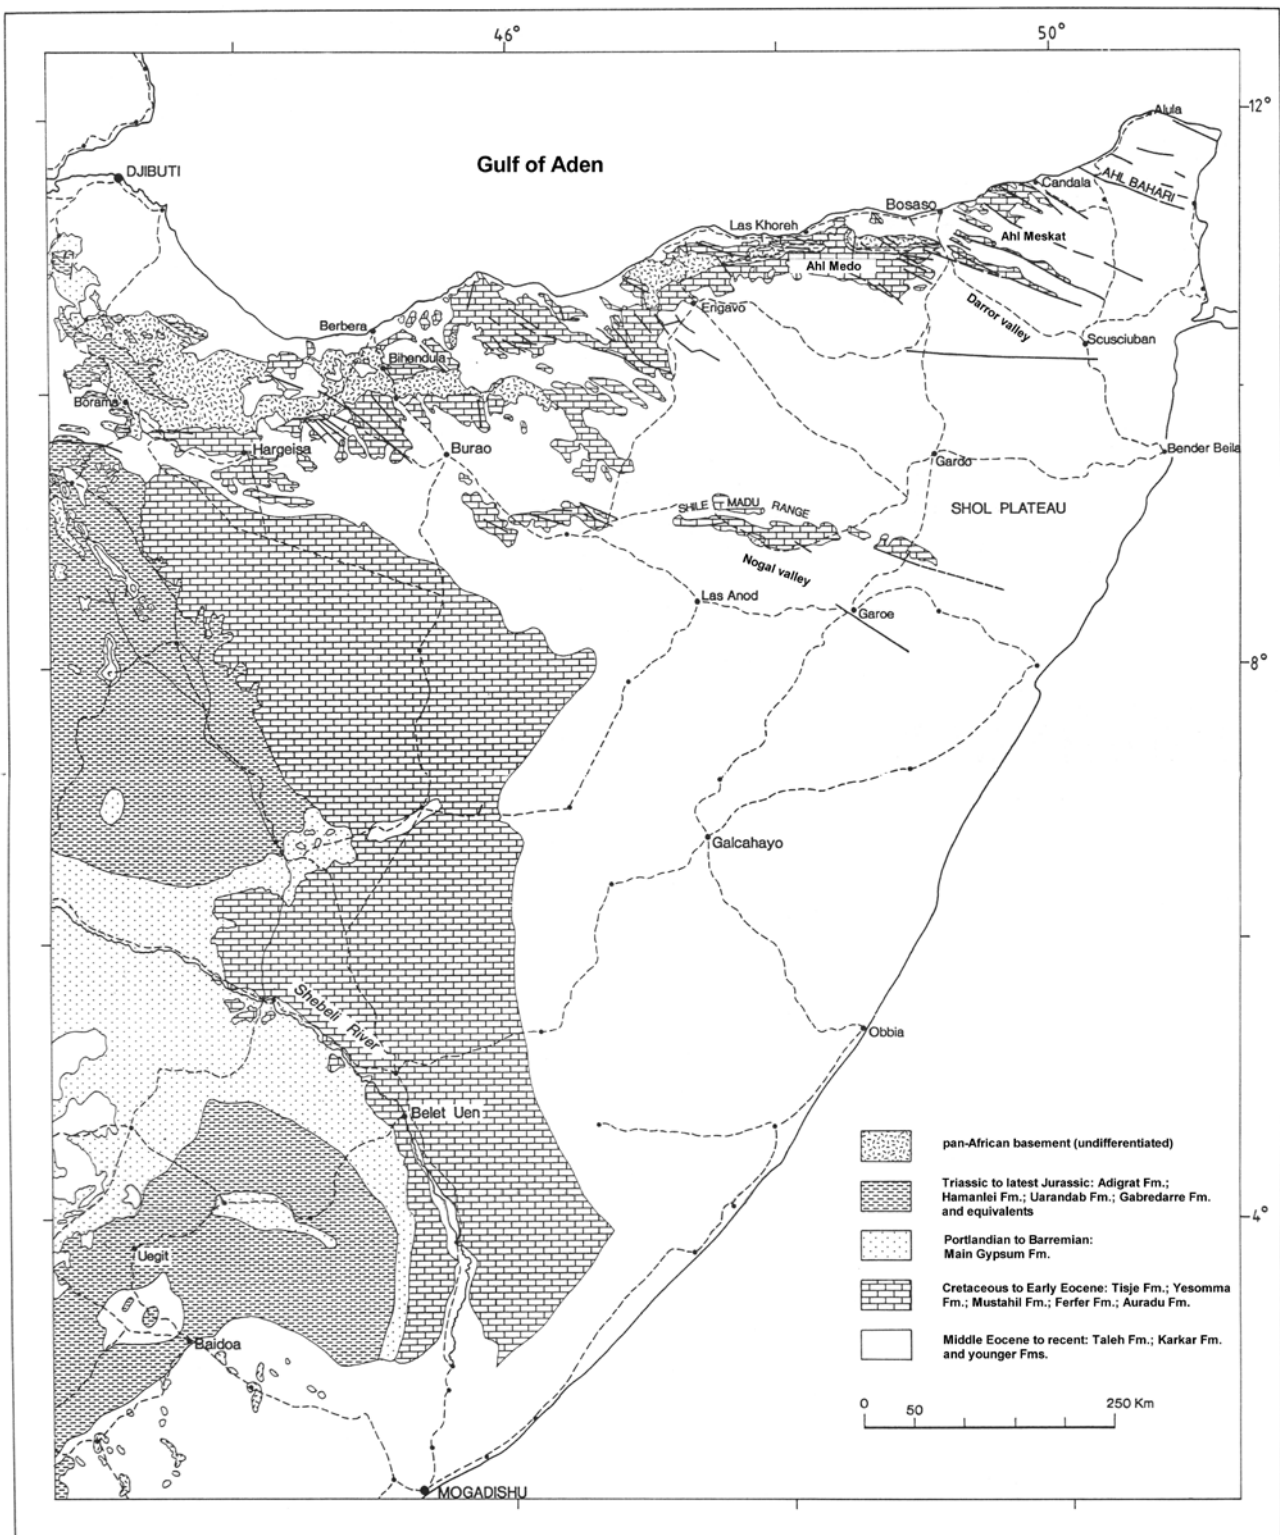 46°
50°
12°
Alula
DJIBUTI
Gulf of Aden
AHL BAHARI
Candala
Bosaso
Las Khoreh
Ahl Meskat
Ahl Medo
Engavo
Darror valley
Berbera
Scusciuban
Bihendula
Borama
Hargeisa
Burao
Bender Beila
Gardo
SHILE MADU RANGE
SHOL PLATEAU
Nogal valley
Las Anod
Garoe
8°
Galcahayo
Shebeli River
Obbia
Belet Uen
pan-African basement (undifferentiated)
Triassic to latest Jurassic: Adigrat Fm.;
Hamanlei Fm.; Uarandab Fm.; Gabredarre Fm.
and equivalents
4°
Portlandian to Barremian:
Main Gypsum Fm.
Uegit
Cretaceous to Early Eocene: Tisje Fm.; Yesomma
Fm.; Mustahil Fm.; Ferfer Fm.; Auradu Fm.
Middle Eocene to recent: Taleh Fm.; Karkar Fm.
and younger Fms.
Baidoa
0 50 250 Km
MOGADISHU